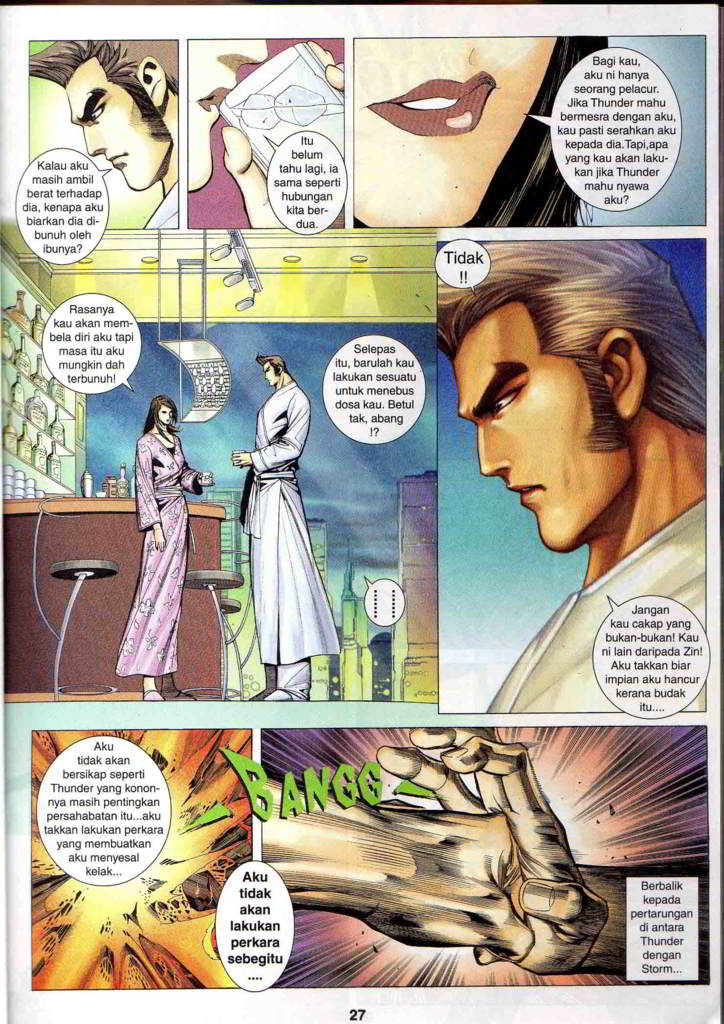 Kalau aku
masih ambil
berat terhadap
dia, kenapa aku
biarkan dia di-
bunuh oleh
ibunya?
Itu
belum
tahu lagi, ia
sama seperti
hubungan
kita ber-
dua.
Bagi kau,
aku ni hanya
seorang pelacur.
Jika Thunder mahu
bermesra dengan aku,
kau pasti serahkan aku
kepada dia.Tapi,apa
yang kau akan laku-
kan jika Thunder
mahu nyawa
aku?
Rasanya
kau akan mem-
bela diri aku tapi
masa itu aku
mungkin dah
terbunuh!
Selepas
itu, barulah kau
lakukan sesuatu
untuk menebus
dosa kau. Betul
tak, abang
!?
Tidak
!!
Jangan
kau cakap yang
bukan-bukan! Kau
ni lain daripada Zin!
Aku takkan biar
impian aku hancur
kerana budak
itu....
Aku
tidak akan
bersikap seperti
Thunder yang konon-
nya masih pentingkan
persahabatan itu...aku
takkan lakukan perkara
yang membuatkan
aku menyesal
kelak...
BANGG
Aku
tidak
akan
lakukan
perkara
sebegitu
....
Berbalik
kepada
pertarungan
di antara
Thunder
dengan
Storm...
27